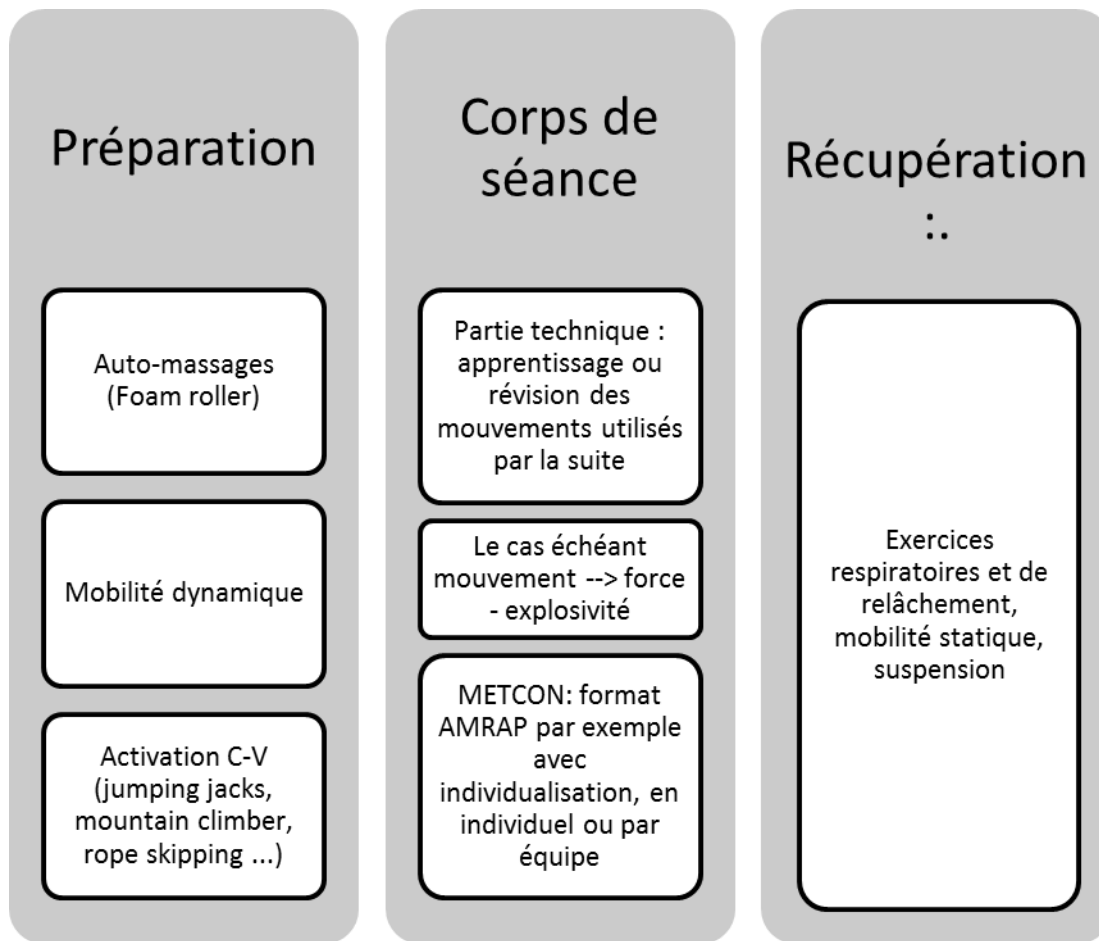 Préparation
Auto-massages
(Foam roller)
Mobilité dynamique
Activation C-V
(jumping jacks,
mountain climber,
rope skipping ...)
Corps de
séance
Partie technique :
apprentissage ou
révision des
mouvements utilisés
par la suite
Le cas échéant
mouvement --> force
- explosivité
METCON: format
AMRAP par exemple
avec
individualisation, en
individuel ou par
équipe
Récupération
:.
Exercices
respiratoires et de
relâchement,
mobilité statique,
suspension